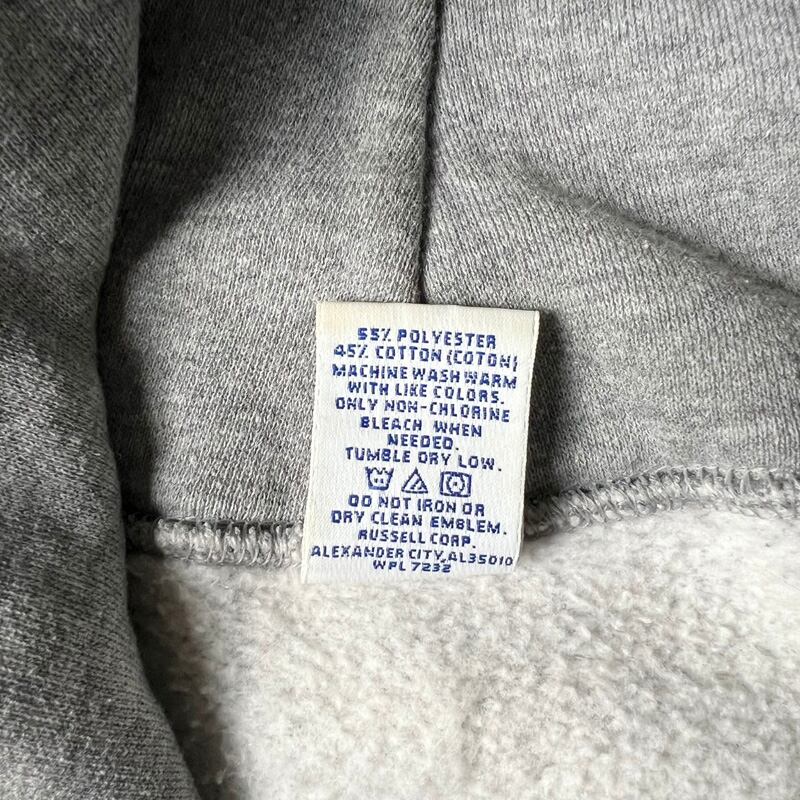 55% POLYESTER
45% COTTON (COTON)
MACHINE WASH WARM
WITH LIKE COLORS.
ONLY NON-CHLORINE
BLEACH WHEN
NEEDED.
TUMBLE DRY LOW.
DO NOT IRON OR
DRY CLEAN EMBLEM.
RUSSELL CORP.
ALEXANDER CITY, AL35010
WPL 7232